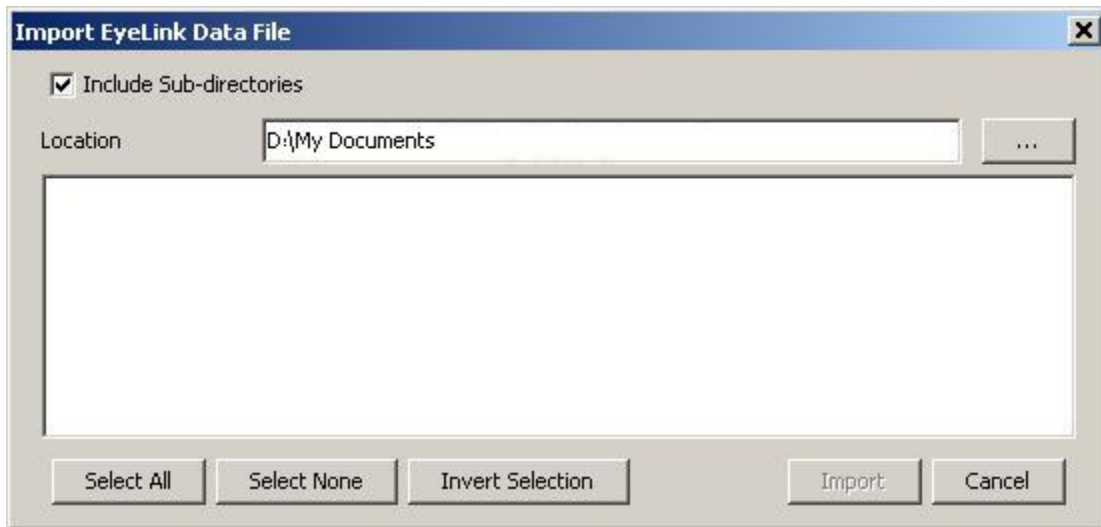 Import EyeLink Data File
Include Sub-directories
Location D:\My Documents ...
Select All Select None Invert Selection Import Cancel